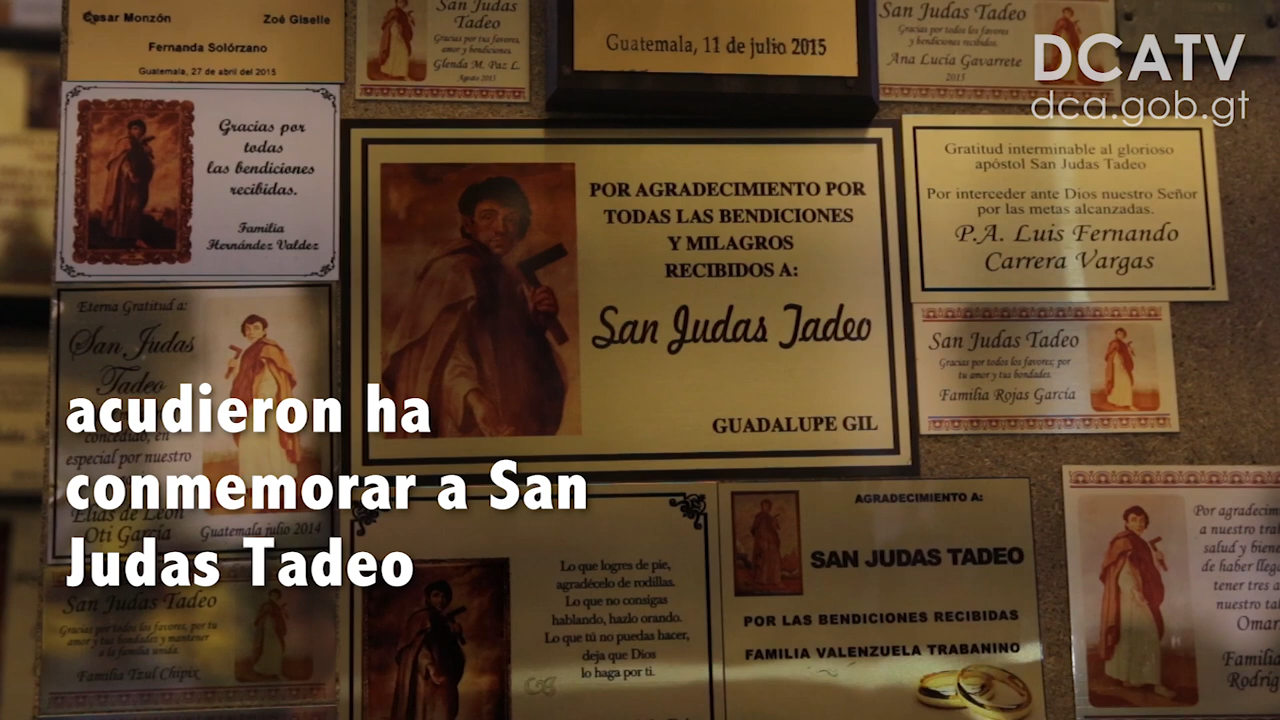 Cesar Monzón
Zoé Giselle
Fernanda Solórzano
Guatemala, 27 de abril del 2015
San Judas
Tadeo
Gracias por tus favores,
amor y bendiciones.
Glenda M. Paz L.
Agosto 2015
Guatemala, 11 de julio 2015
San Judas Tadeo
Gracias por todos los favores
y bendiciones recibidos.
Ana Lucía Gavarrete
2015
DCATV
dca.gob.gt
Gracias por
todas
las bendiciones
recibidas.
Familia
Hernández Valdez
POR AGRADECIMIENTO POR
TODAS LAS BENDICIONES
Y MILAGROS
RECIBIDOS A:
San Judas Tadeo
GUADALUPE GIL
Gratitud interminable al glorioso
apóstol San Judas Tadeo
Por interceder ante Dios nuestro Señor
por las metas alcanzadas.
P.A. Luis Fernando
Carrera Vargas
Eterna Gratitud a:
San Judas
Tadeo
concedido, en
especial por nuestro
Elías de León
Oti García
Guatemala julio 2014
San Judas Tadeo
Gracias por todos los favores; por
tu amor y tus bondades.
Familia Rojas García
acudieron ha
conmemorar a San
Judas Tadeo
San Judas Tadeo
Gracias por todos los favores, por tu
amor y tus bondades y mantener
a la familia unida.
Familia Tzul Chipix
Lo que logres de pie,
agradécelo de rodillas.
Lo que no consigas
hablando, hazlo orando.
Lo que tú no puedas hacer,
deja que Dios
lo haga por ti.
AGRADECIMIENTO A:
SAN JUDAS TADEO
POR LAS BENDICIONES RECIBIDAS
FAMILIA VALENZUELA TRABANINO
Por agradecim
a nuestro tra
salud y biene
de haber llega
tener tres a
nuestro tal
Omar
Familia
Rodríg